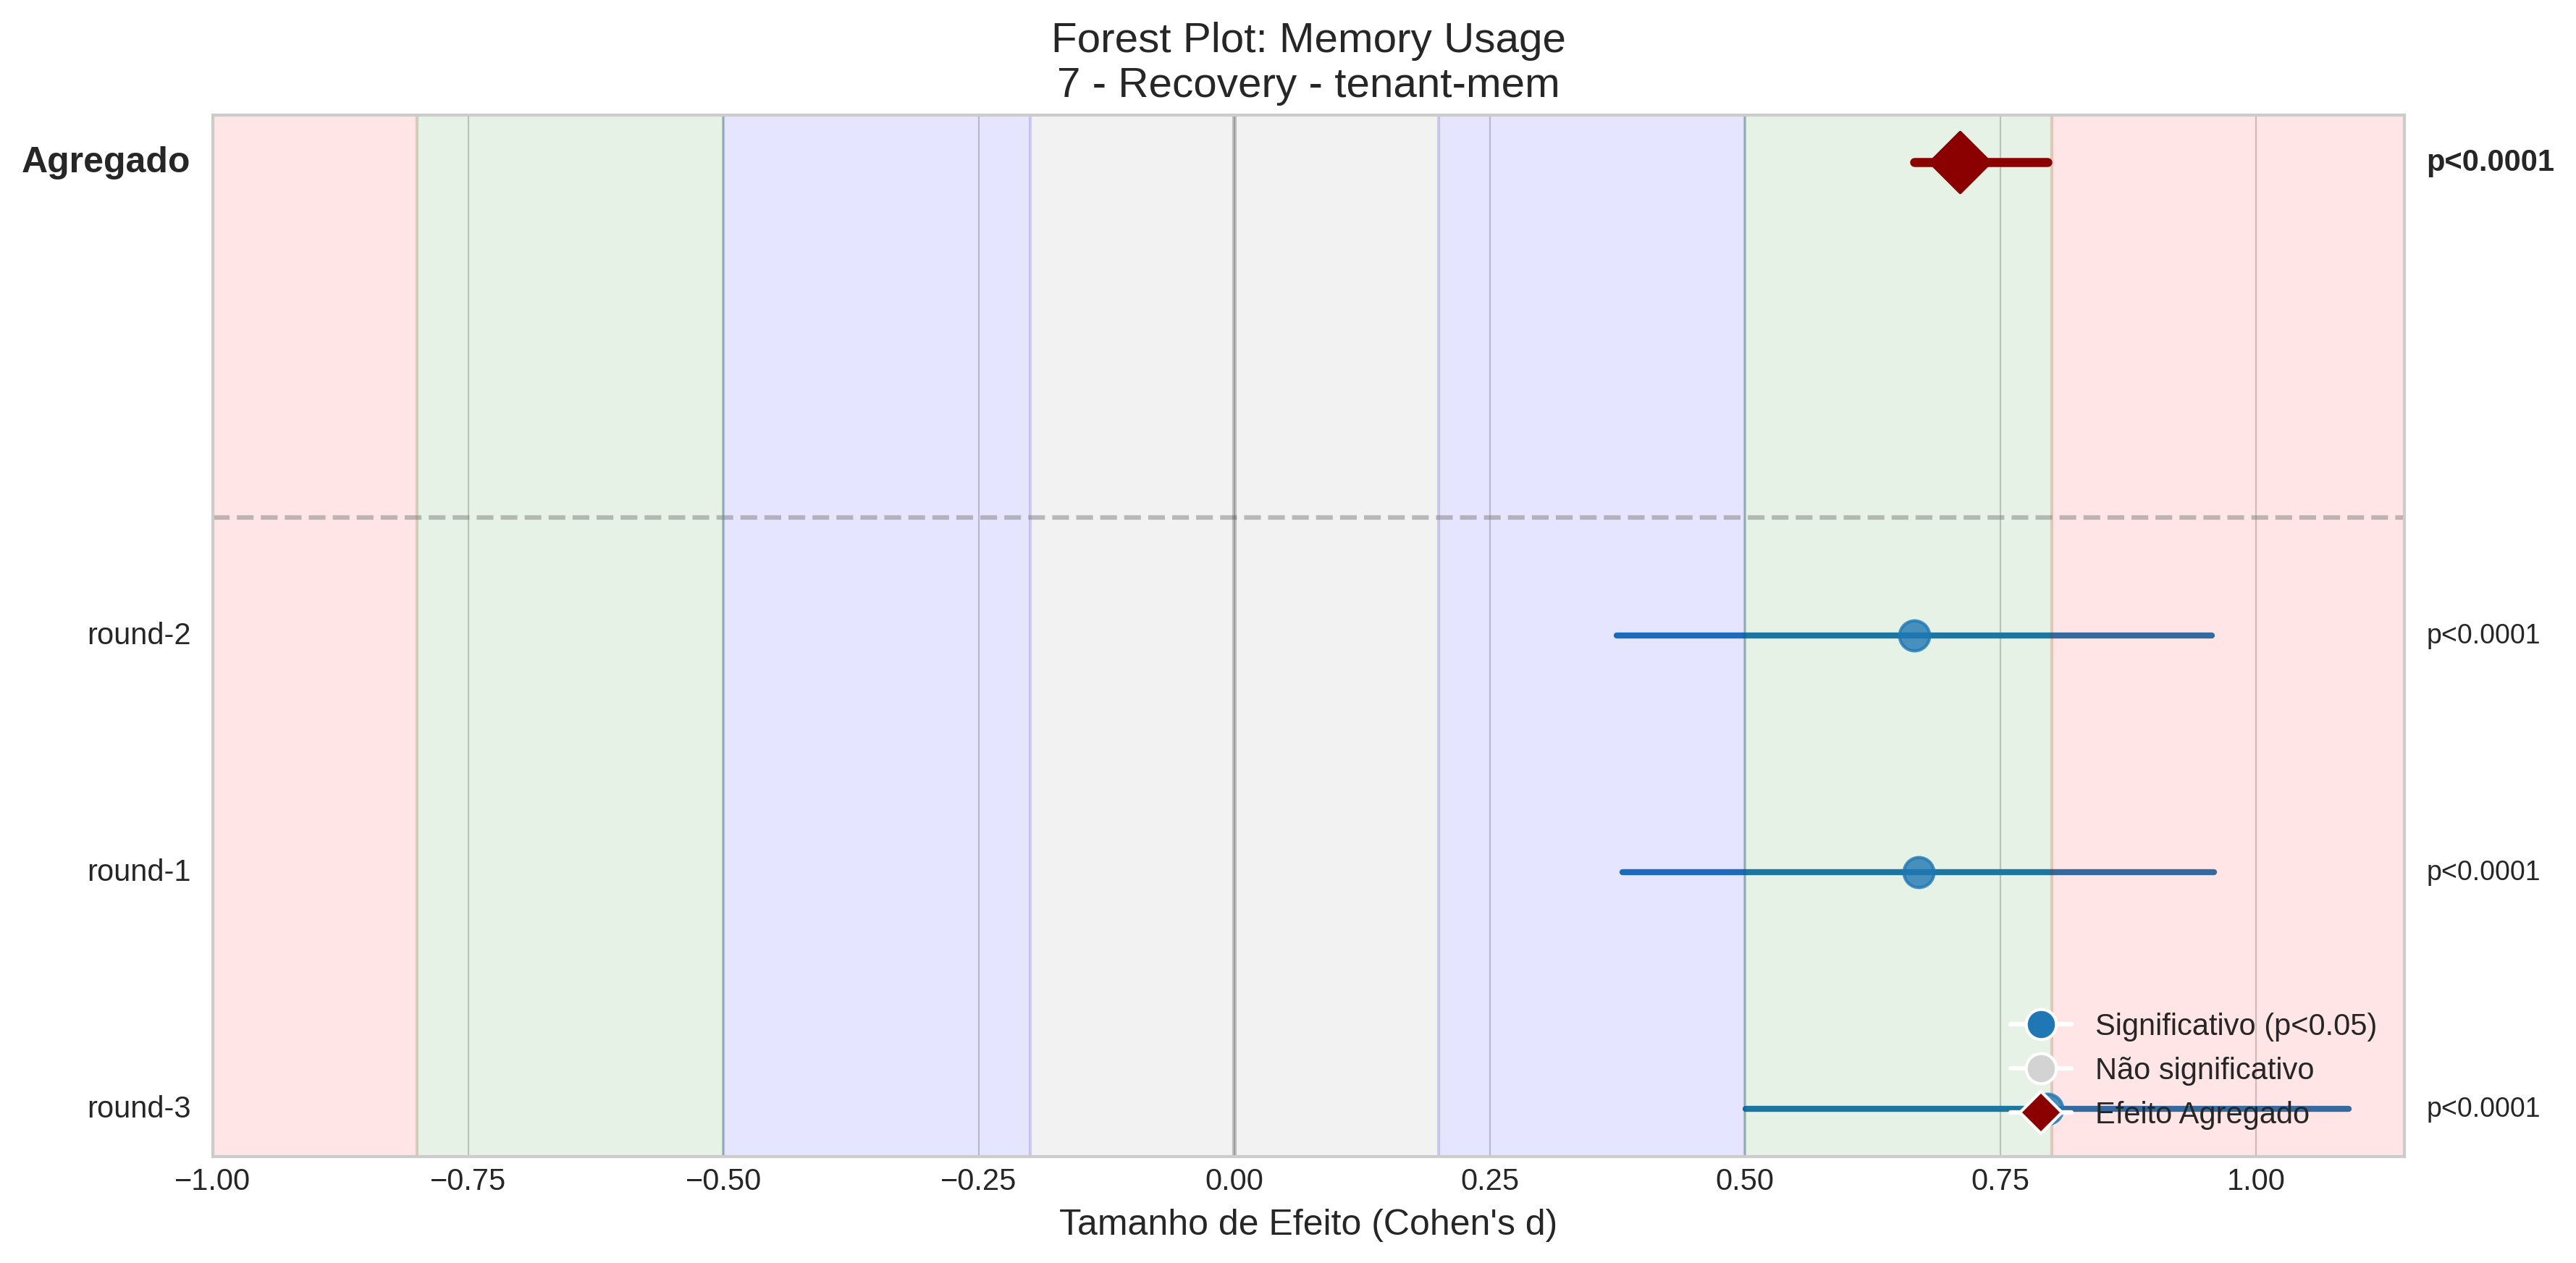 Forest Plot: Memory Usage
7 - Recovery - tenant-mem
Agregado
p<0.0001
round-2
p<0.0001
round-1
p<0.0001
Significativo (p<0.05)
Não significativo
Efeito Agregado
round-3
p<0.0001
−1.00
−0.75
−0.50
−0.25
0.00
0.25
0.50
0.75
1.00
Tamanho de Efeito (Cohen's d)